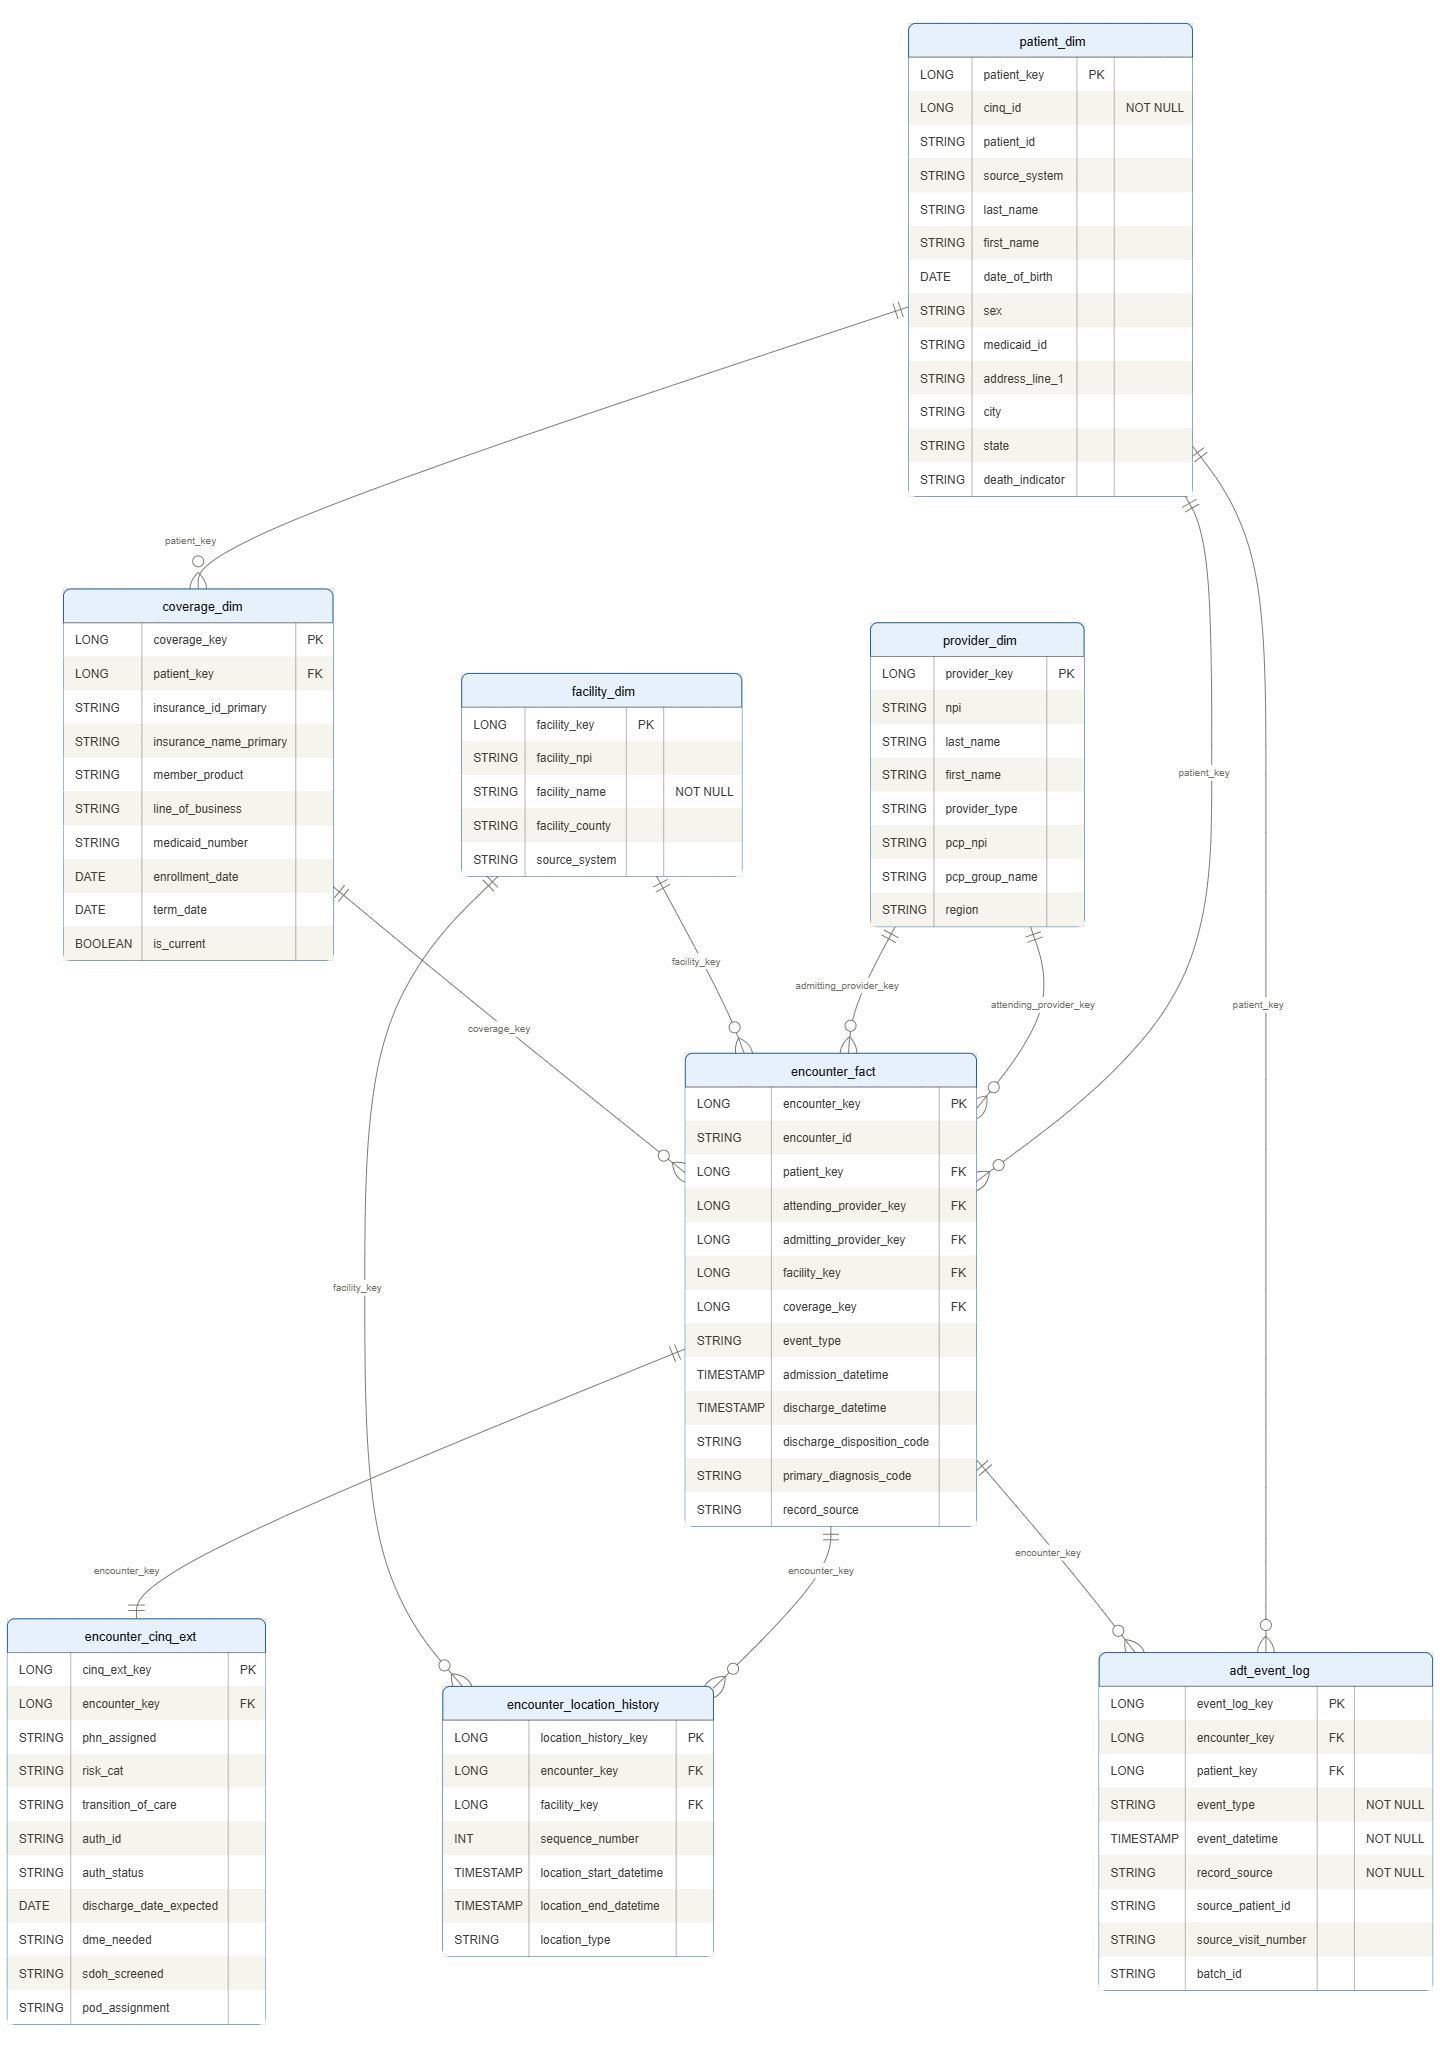 patient_dim
LONG patient_key PK
LONG cinq_id NOT NULL
STRING patient_id
STRING source_system
STRING last_name
STRING first_name
DATE date_of_birth
STRING sex
STRING medicaid_id
STRING address_line_1
STRING city
STRING state
STRING death_indicator
patient_key
coverage_dim
LONG coverage_key PK
LONG patient_key FK
STRING insurance_id_primary
STRING insurance_name_primary
STRING member_product
STRING line_of_business
STRING medicaid_number
DATE enrollment_date
DATE term_date
BOOLEAN is_current
facility_dim
LONG facility_key PK
STRING facility_npi
STRING facility_name NOT NULL
STRING facility_county
STRING source_system
provider_dim
LONG provider_key PK
STRING npi
STRING last_name
STRING first_name
STRING provider_type
STRING pcp_npi
STRING pcp_group_name
STRING region
patient_key
facility_key
admitting_provider_key
attending_provider_key
patient_key
coverage_key
encounter_fact
LONG encounter_key PK
STRING encounter_id
LONG patient_key FK
LONG attending_provider_key FK
LONG admitting_provider_key FK
LONG facility_key FK
LONG coverage_key FK
STRING event_type
TIMESTAMP admission_datetime
TIMESTAMP discharge_datetime
STRING discharge_disposition_code
STRING primary_diagnosis_code
STRING record_source
facility_key
encounter_key
encounter_key
encounter_key
encounter_cinq_ext
LONG cinq_ext_key PK
LONG encounter_key FK
STRING phn_assigned
STRING risk_cat
STRING transition_of_care
STRING auth_id
STRING auth_status
DATE discharge_date_expected
STRING dme_needed
STRING sdoh_screened
STRING pod_assignment
encounter_location_history
LONG location_history_key PK
LONG encounter_key FK
LONG facility_key FK
INT sequence_number
TIMESTAMP location_start_datetime
TIMESTAMP location_end_datetime
STRING location_type
adt_event_log
LONG event_log_key PK
LONG encounter_key FK
LONG patient_key FK
STRING event_type NOT NULL
TIMESTAMP event_datetime NOT NULL
STRING record_source NOT NULL
STRING source_patient_id
STRING source_visit_number
STRING batch_id